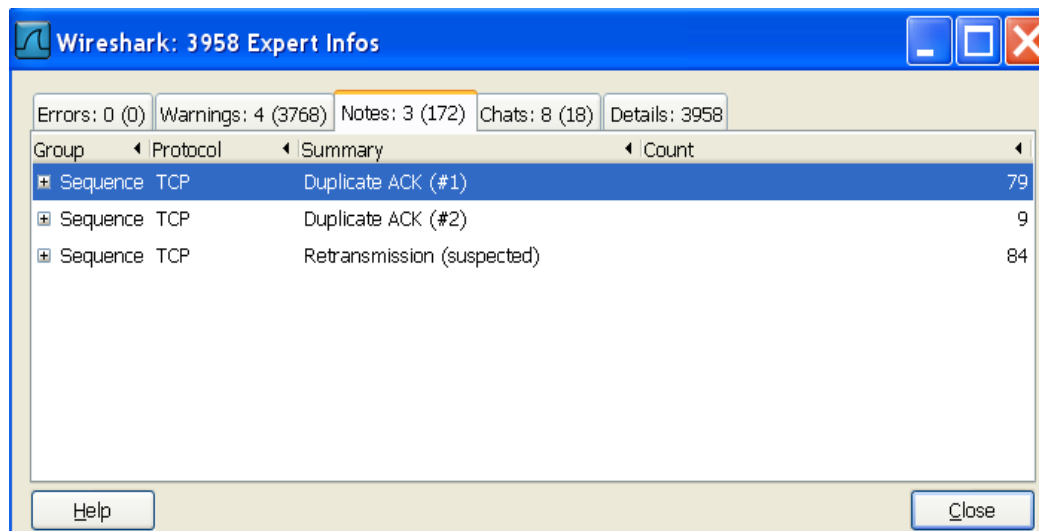 Wireshark: 3958 Expert Infos
Errors: 0 (0) Warnings: 4 (3768) Notes: 3 (172) Chats: 8 (18) Details: 3958
Group Protocol Summary Count
Sequence TCP Duplicate ACK (#1) 79
Sequence TCP Duplicate ACK (#2) 9
Sequence TCP Retransmission (suspected) 84
Help Close